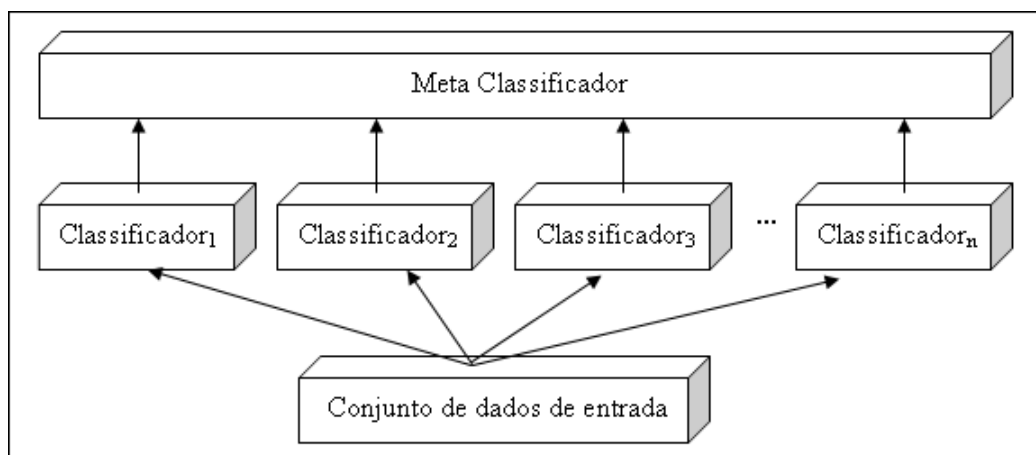 Meta Classificador
Classificador₁
Classificador₂
Classificador₃
...
Classificadorₙ
Conjunto de dados de entrada